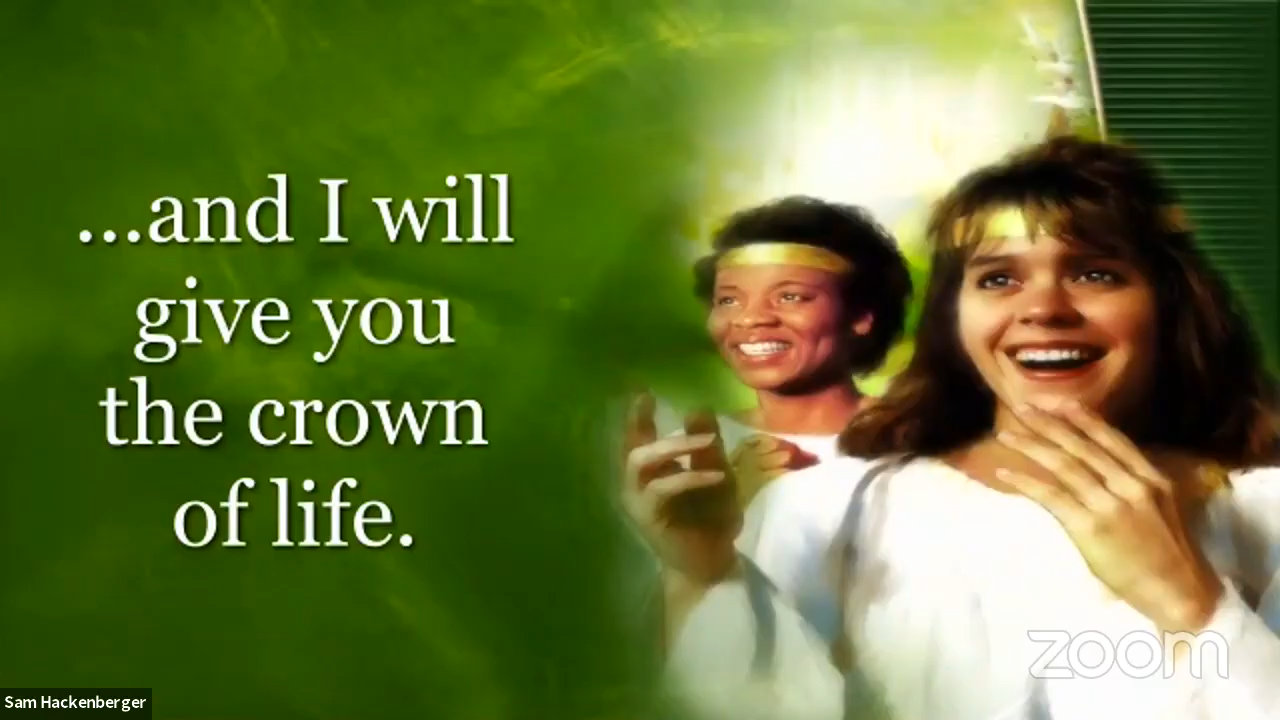 ...and I will
give you
the crown
of life.
zoom
Sam Hackenberger